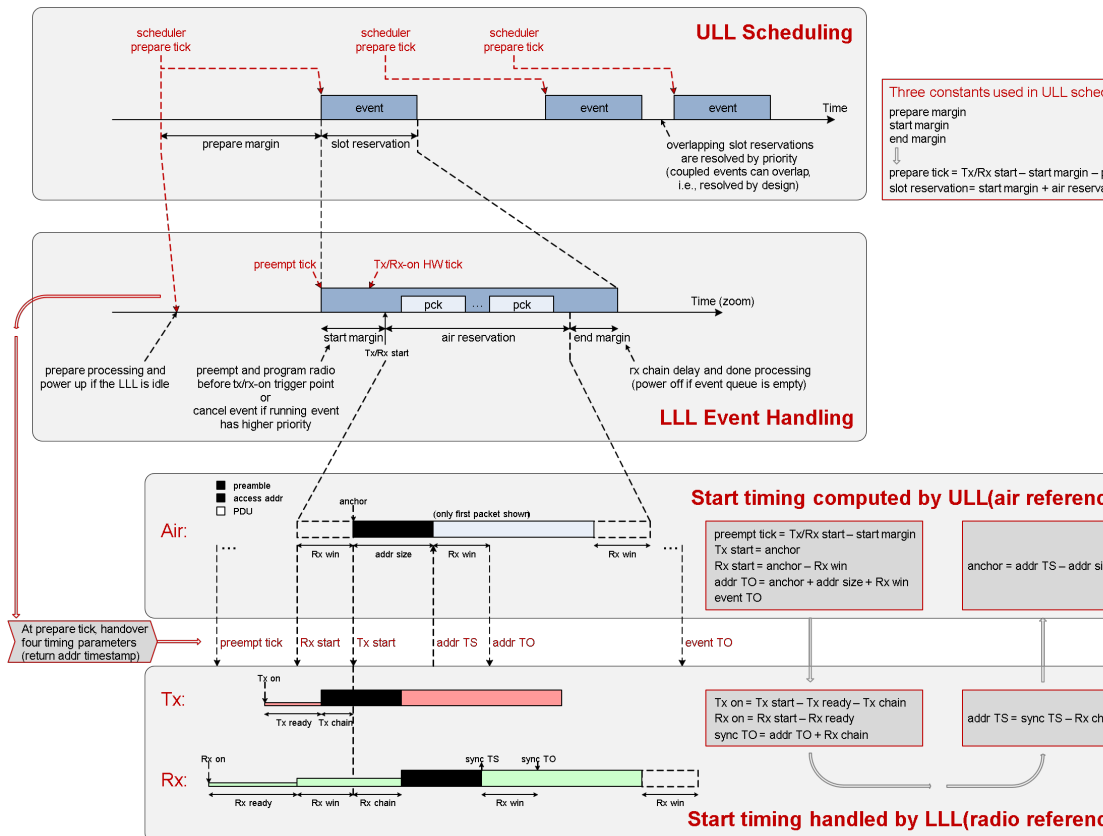 ULL Scheduling
scheduler
prepare tick
scheduler
prepare tick
scheduler
prepare tick
event
event
event
Time
prepare margin
slot reservation
overlapping slot reservations
are resolved by priority
(coupled events can overlap,
i.e., resolved by design)
Three constants used in ULL sched
prepare margin
start margin
end margin
prepare tick = Tx/Rx start – start margin – p
slot reservation= start margin + air reserva
preempt tick
Tx/Rx-on HW tick
pck
...
pck
Time (zoom)
start margin
air reservation
end margin
Tx/Rx start
prepare processing and
power up if the LLL is idle
preempt and program radio
before tx/rx-on trigger point
or
cancel event if running event
has higher priority
rx chain delay and done processing
(power off if event queue is empty)
LLL Event Handling
preamble
access addr
PDU
anchor
(only first packet shown)
Start timing computed by ULL(air referenc
Air:
...
Rx win
addr size
Rx win
Rx win
...
preempt tick = Tx/Rx start – start margin
Tx start = anchor
Rx start = anchor – Rx win
addr TO = anchor + addr size + Rx win
event TO
anchor = addr TS – addr siz
At prepare tick, handover
four timing parameters
(return addr timestamp)
preempt tick
Rx start
Tx start
addr TS
addr TO
event TO
Tx on
Tx:
Tx ready
Tx chain
Tx on = Tx start – Tx ready – Tx chain
Rx on = Rx start – Rx ready
sync TO = addr TO + Rx chain
addr TS = sync TS – Rx ch
Rx on
sync TS
sync TO
Rx:
Rx ready
Rx win
Rx chain
Rx win
Rx win
Start timing handled by LLL(radio referenc